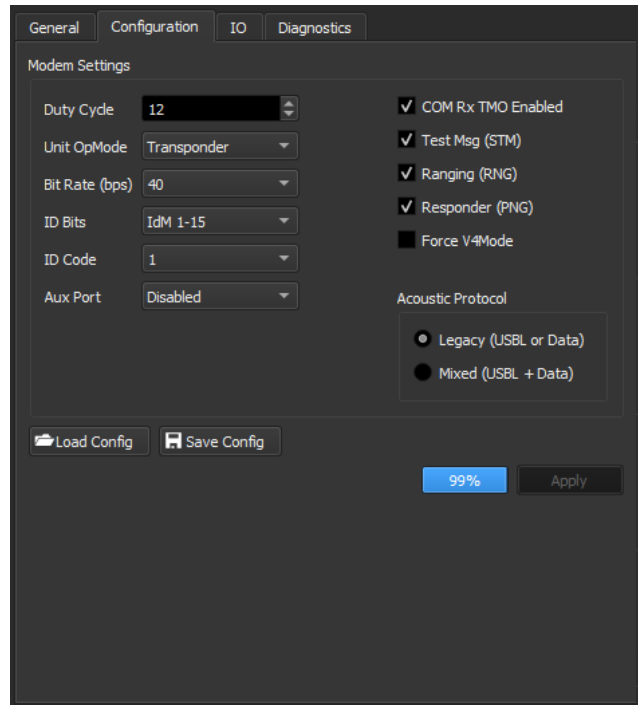 General Configuration IO Diagnostics
Modem Settings
Duty Cycle 12
Unit OpMode Transponder
Bit Rate (bps) 40
ID Bits IdM 1-15
ID Code 1
Aux Port Disabled
COM Rx TMO Enabled
Test Msg (STM)
Ranging (RNG)
Responder (PNG)
Force V4Mode
Acoustic Protocol
Legacy (USBL or Data)
Mixed (USBL + Data)
Load Config Save Config
99% Apply